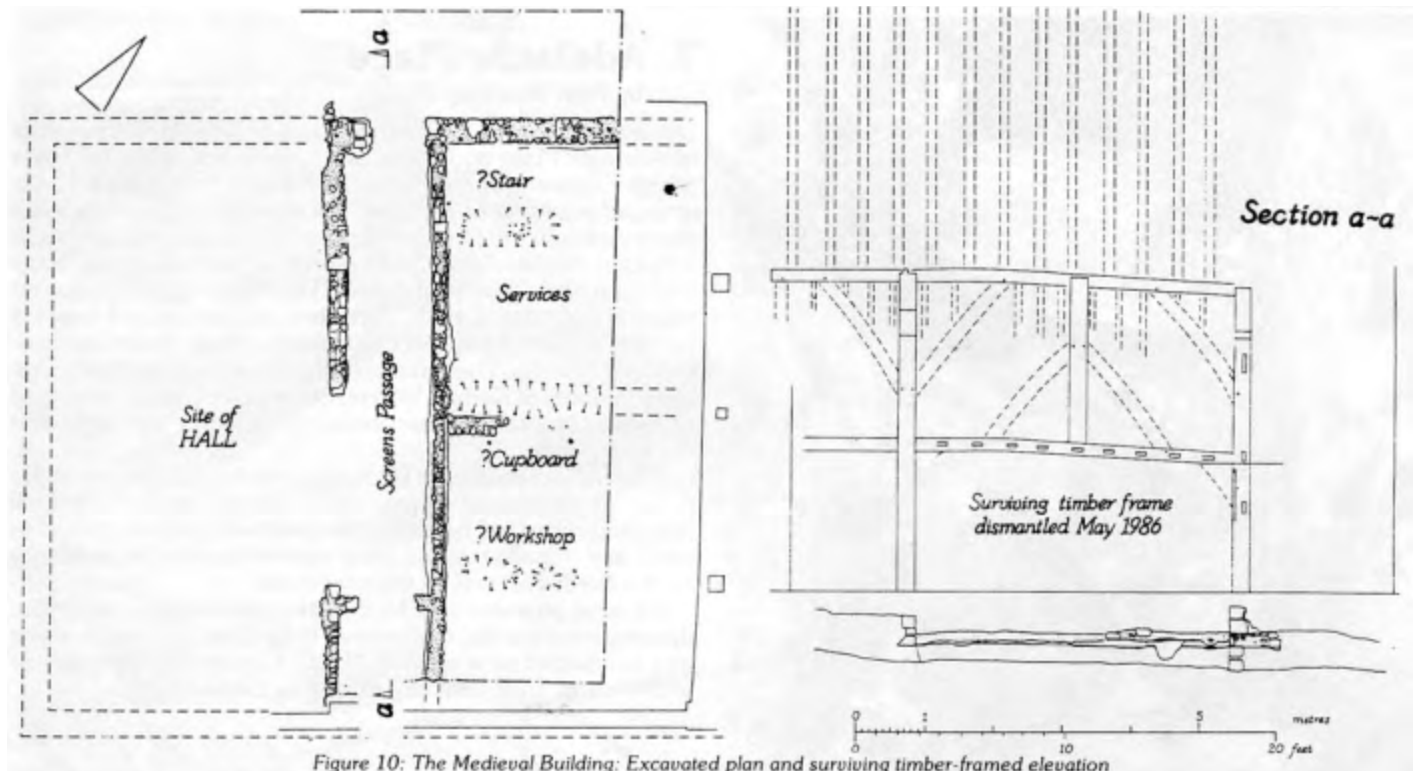 a
?Stair
Services
Site of
HALL
Screens Passage
?Cupboard
?Workshop
a
Section a-a
Surviving timber frame
dismantled May 1986
0 1 5 metres
0 10 20 feet
Figure 10: The Medieval Building: Excavated plan and surviving timber-framed elevation